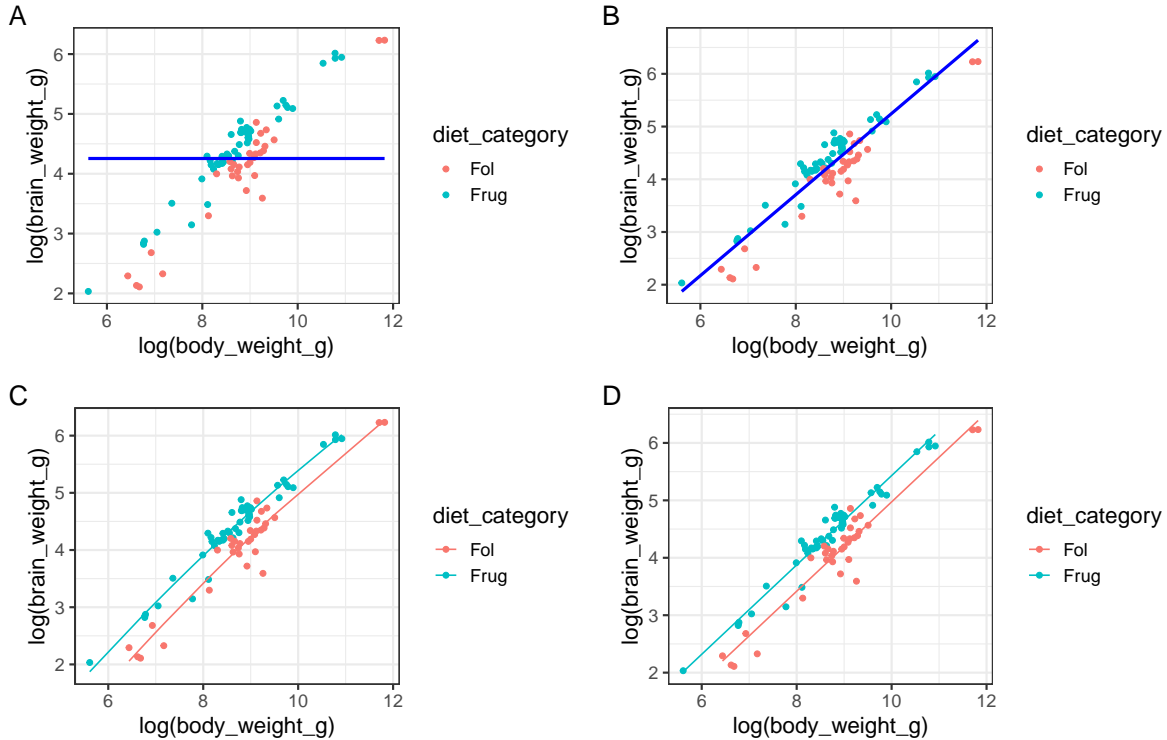 A
log(brain_weight_g)
6
5
4
3
2
6
8
10
12
log(body_weight_g)
diet_category
Fol
Frug
B
log(brain_weight_g)
6
5
4
3
2
6
8
10
12
log(body_weight_g)
diet_category
Fol
Frug
C
log(brain_weight_g)
6
5
4
3
2
6
8
10
12
log(body_weight_g)
diet_category
Fol
Frug
D
log(brain_weight_g)
6
5
4
3
2
6
8
10
12
log(body_weight_g)
diet_category
Fol
Frug